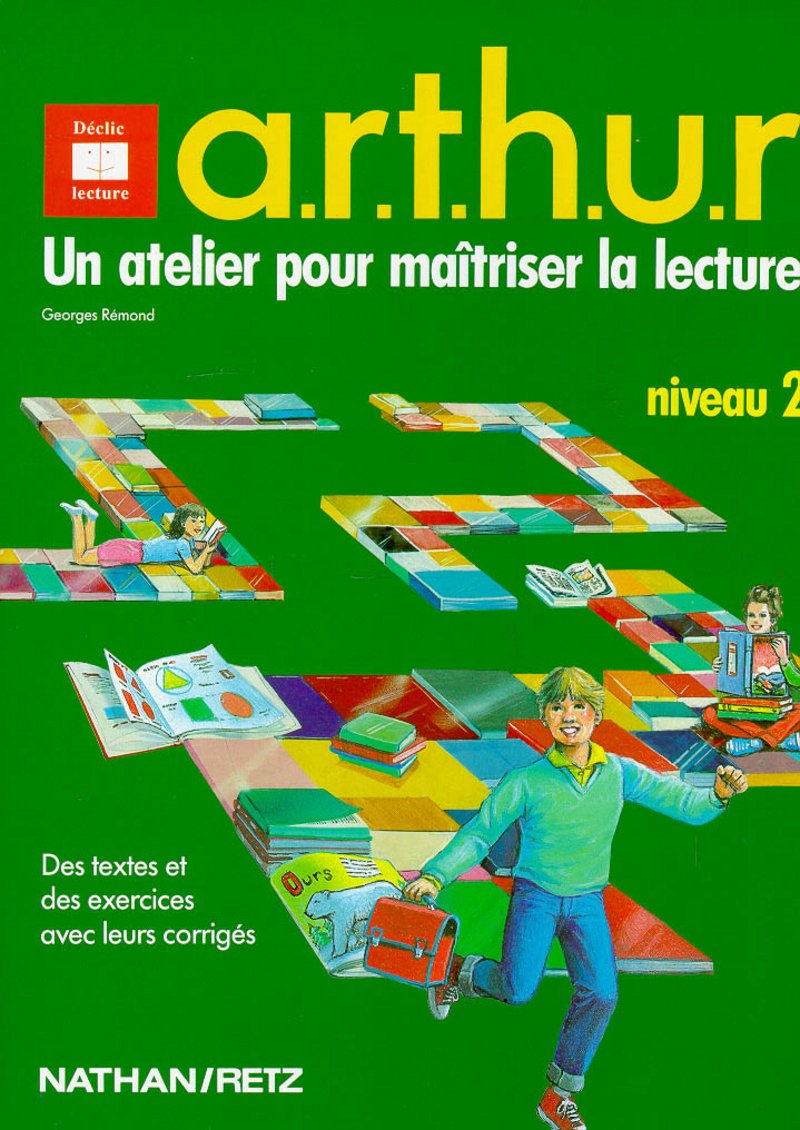 Déclic
lecture
a.r.t.h.u.r
Un atelier pour maîtriser la lecture
Georges Rémond
niveau 2
Des textes et
des exercices
avec leurs corrigés
Ours
NATHAN/RETZ